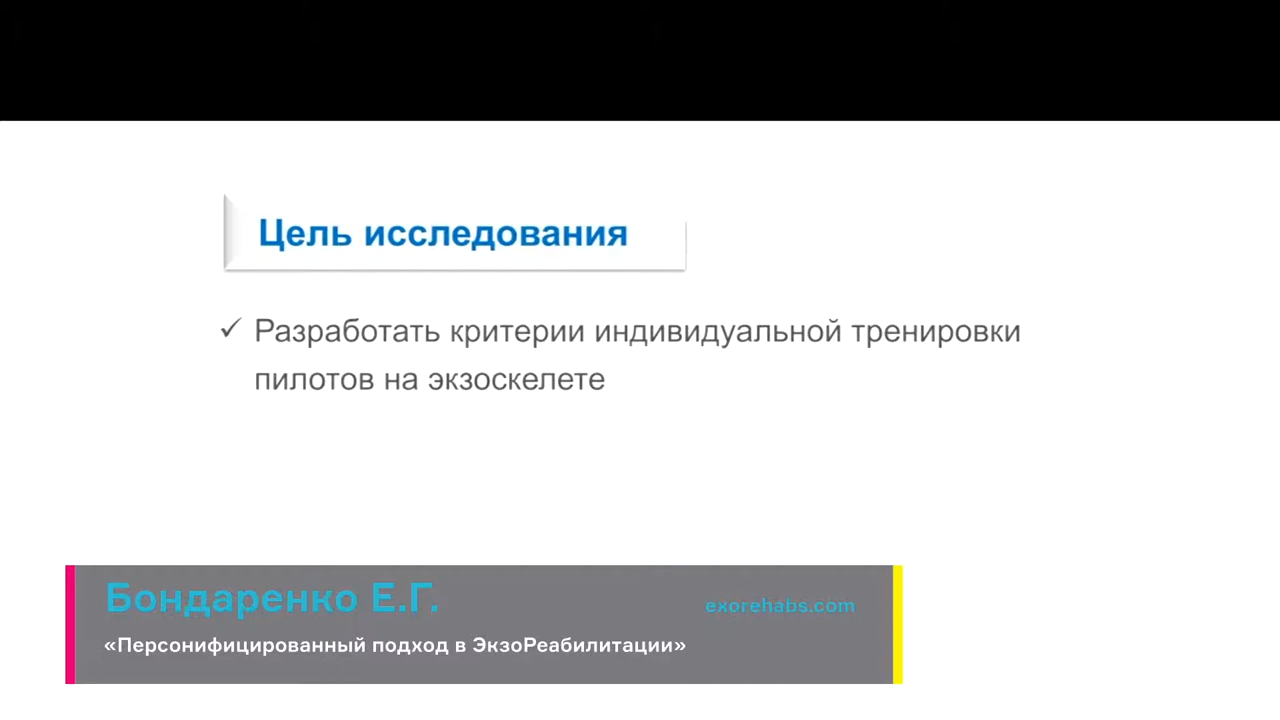 Цель исследования
✓ Разработать критерии индивидуальной тренировки
пилотов на экзоскелете
Бондаренко Е.Г.
exorehabs.com
«Персонифицированный подход в ЭкзоРеабилитации»